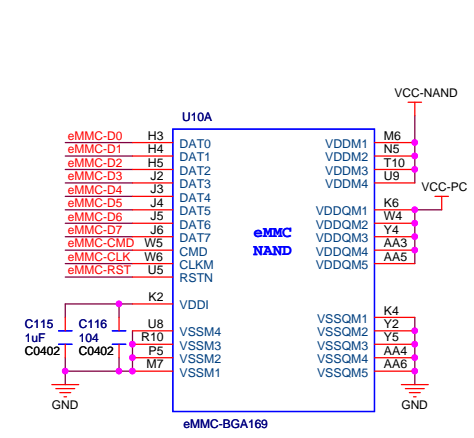 VCC-NAND
U10A
eMMC-D0 H3 DAT0 VDDM1 M6
eMMC-D1 H4 DAT1 VDDM2 N5
eMMC-D2 H5 DAT2 VDDM3 T10
eMMC-D3 J2 DAT3 VDDM4 U9
VCC-PC
eMMC-D4 J3 DAT4
eMMC-D5 J4 DAT5 VDDQM1 K6
eMMC-D6 J5 DAT6 VDDQM2 W4
eMMC-D7 J6 DAT7 eMMC VDDQM3 Y4
eMMC-CMD W5 CMD NAND VDDQM4 AA3
eMMC-CLK W6 CLKM VDDQM5 AA5
eMMC-RST U5 RSTN
K2 VDDI
VSSQM1 K4
C115 C116 U8 VSSM4 VSSQM2 Y2
1uF 104 R10 VSSM3 VSSQM3 Y5
C0402 C0402 P5 VSSM2 VSSQM4 AA4
M7 VSSM1 VSSQM5 AA6
GND GND
eMMC-BGA169